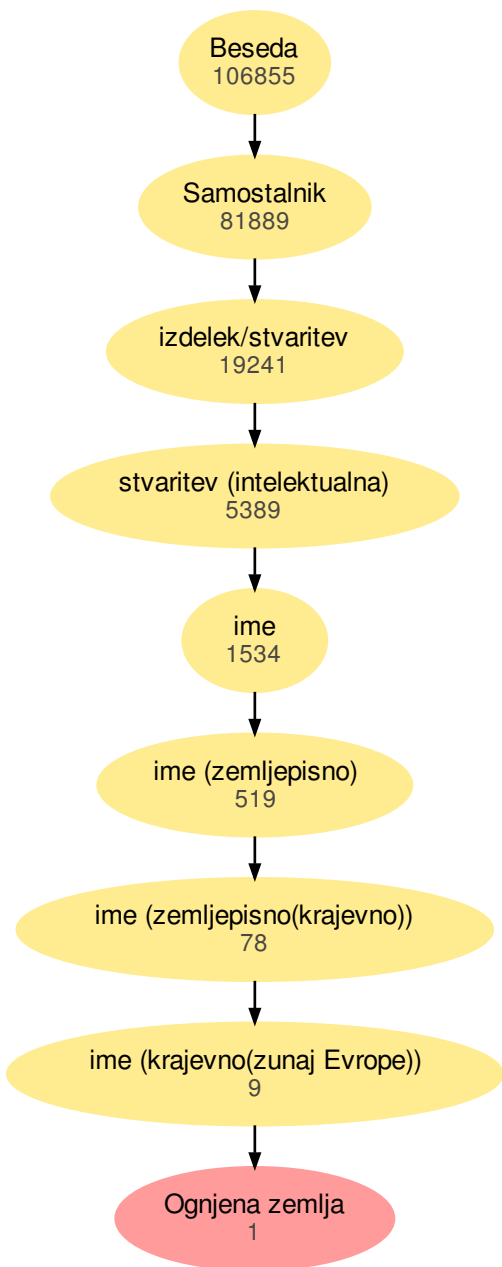 Beseda
106855
Samostalnik
81889
izdelek/stvaritev
19241
stvaritev (intelektualna)
5389
ime
1534
ime (zemljepisno)
519
ime (zemljepisno(krajevno))
78
ime (krajevno(zunaj Evrope))
9
Ognjena zemlja
1